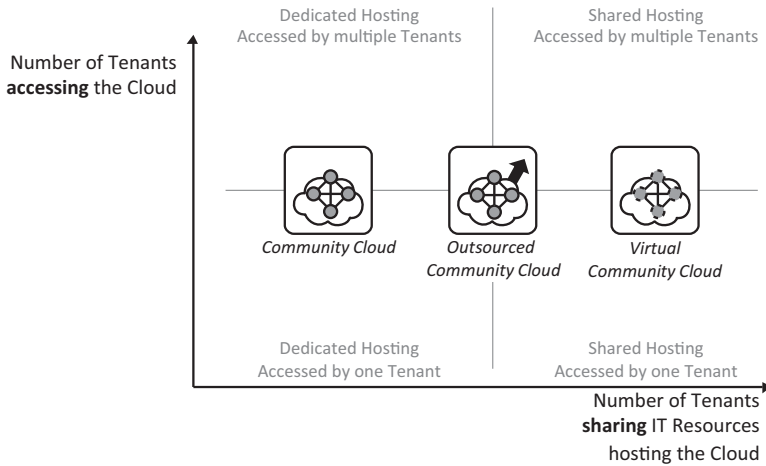 Dedicated Hosting
Accessed by multiple Tenants
Shared Hosting
Accessed by multiple Tenants
Number of Tenants
accessing the Cloud
Community Cloud
Outsourced
Community Cloud
Virtual
Community Cloud
Dedicated Hosting
Accessed by one Tenant
Shared Hosting
Accessed by one Tenant
Number of Tenants
sharing IT Resources
hosting the Cloud